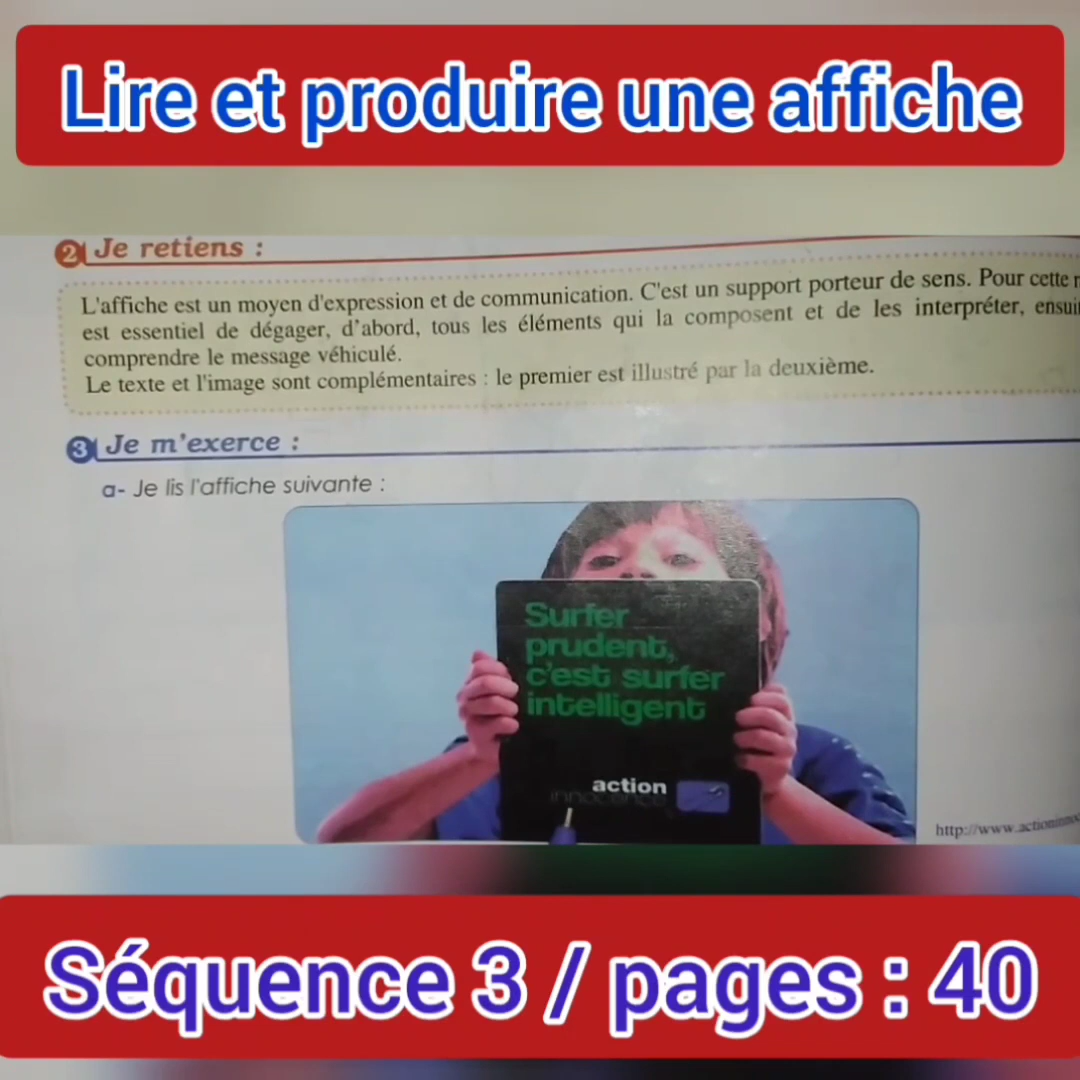 Lire et produire une affiche
2 Je retiens :
L'affiche est un moyen d'expression et de communication. C'est un support porteur de sens. Pour cette
est essentiel de dégager, d'abord, tous les éléments qui la composent et de les interpréter,
comprendre le message véhiculé.
Le texte et l'image sont complémentaires : le premier est illustré par la deuxième.
3 Je m'exerce :
a- Je lis l'affiche suivante :
Surfer
prudent,
c'est surfer
intelligent
action
innocence
http://www.actioninno
Séquence 3 / pages : 40